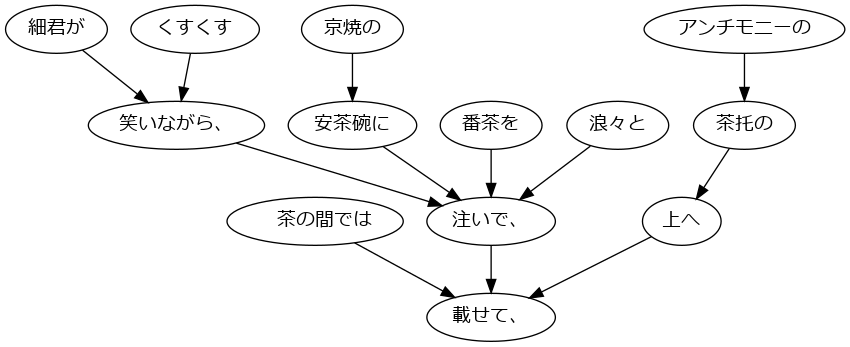 細君が
くすくす
京焼の
アンチモニーの
笑いながら、
安茶碗に
番茶を
浪々と
茶托の
茶の間では
注いで、
上へ
載せて、